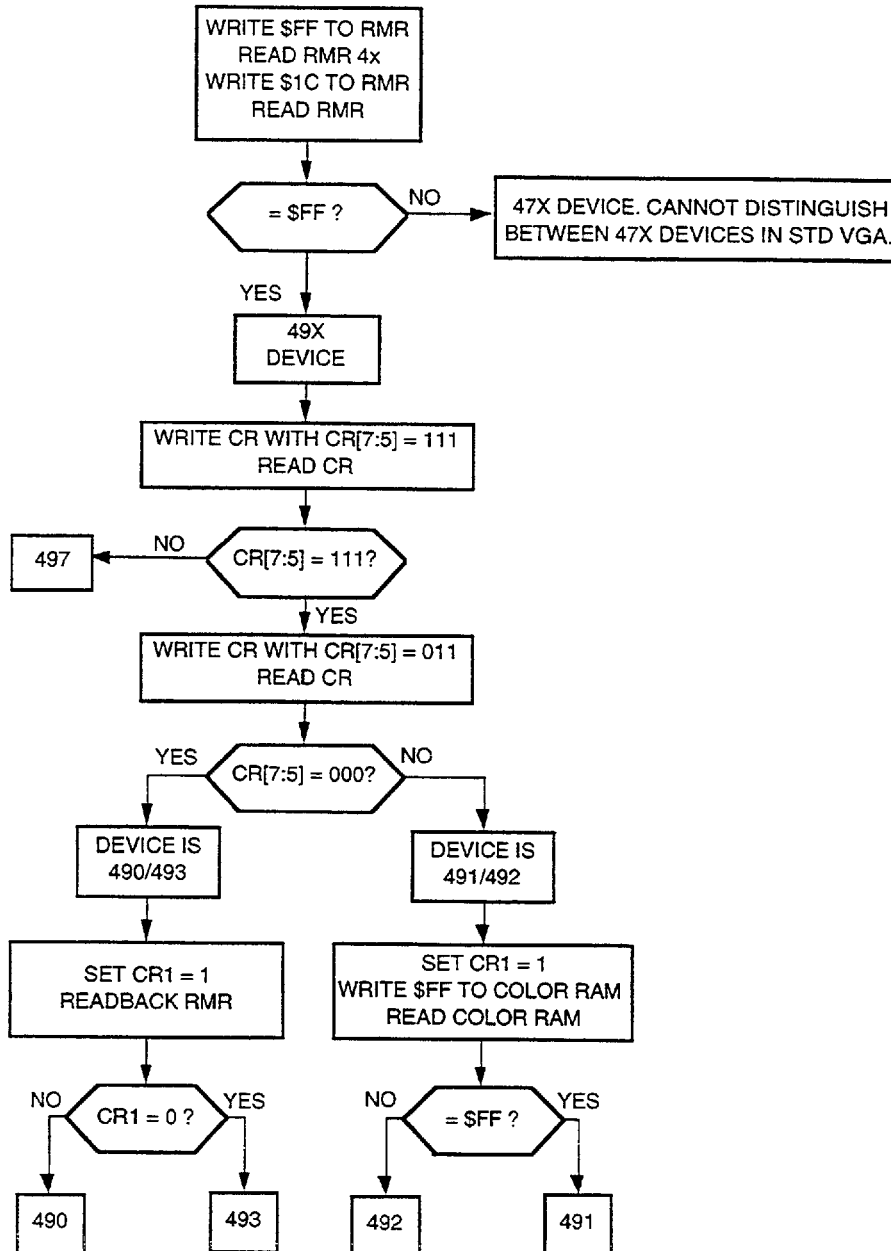 WRITE $FF TO RMR
READ RMR 4x
WRITE $1C TO RMR
READ RMR
= $FF ?
NO
47X DEVICE. CANNOT DISTINGUISH
BETWEEN 47X DEVICES IN STD VGA.
YES
49X
DEVICE
WRITE CR WITH CR[7:5] = 111
READ CR
CR[7:5] = 111?
NO
497
YES
WRITE CR WITH CR[7:5] = 011
READ CR
CR[7:5] = 000?
YES
NO
DEVICE IS
490/493
DEVICE IS
491/492
SET CR1 = 1
READBACK RMR
SET CR1 = 1
WRITE $FF TO COLOR RAM
READ COLOR RAM
NO
CR1 = 0 ?
YES
NO
= $FF ?
YES
490
493
492
491